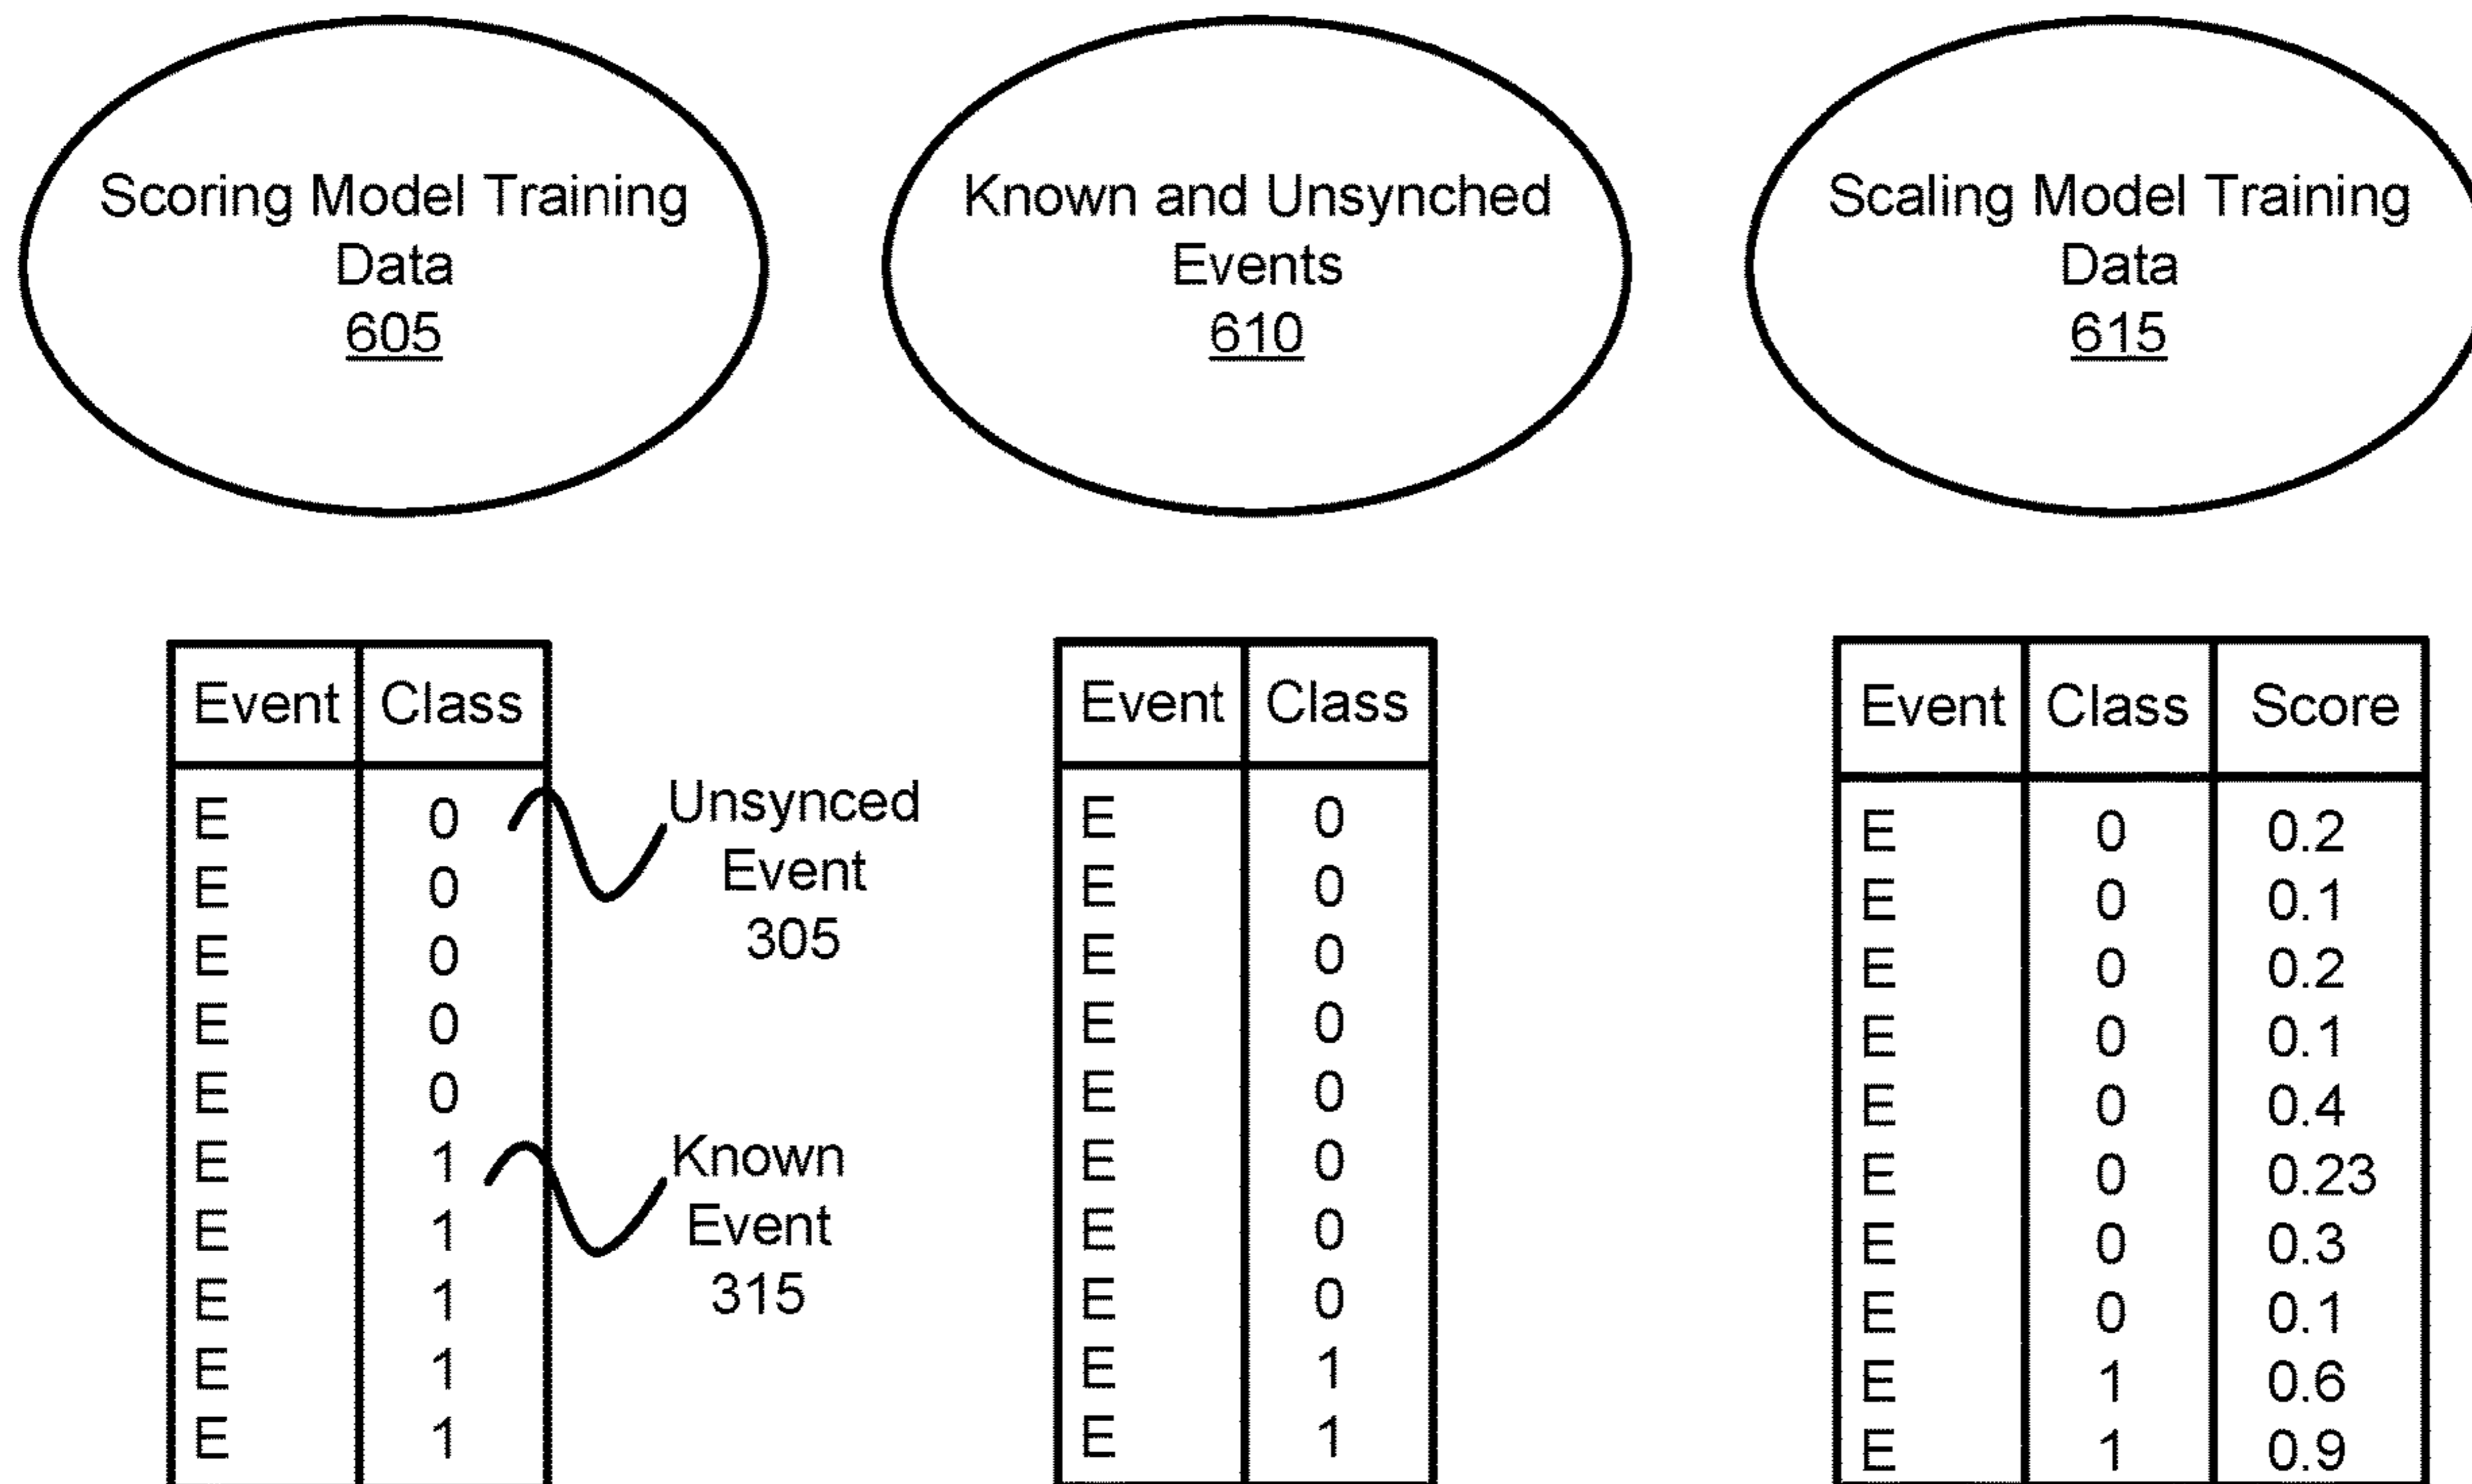 Scoring Model Training
Data
605
Known and Unsynched
Events
610
Scaling Model Training
Data
615
Event Class
E 0
E 0
E 0
E 0
E 0
E 1
E 1
E 1
E 1
E 1
Unsynced
Event
305
Known
Event
315
Event Class
E 0
E 0
E 0
E 0
E 0
E 0
E 0
E 0
E 1
E 1
Event Class Score
E 0 0.2
E 0 0.1
E 0 0.2
E 0 0.1
E 0 0.4
E 0 0.23
E 0 0.3
E 0 0.1
E 1 0.6
E 1 0.9